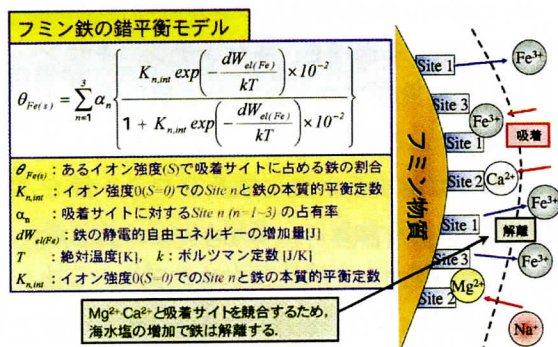 フミン鉄の錯平衡モデル
θFe(s) = Σ(n=1→3) αn { K n,int exp(− dWel(Fe) / kT) × 10⁻² / 1 + K n,int exp(− dWel(Fe) / kT) × 10⁻² }
θFe(s) : あるイオン強度(S)で吸着サイトに占める鉄の割合
Kn,int : イオン強度0(S=0)でのSite nと鉄の本質的平衡定数
αn : 吸着サイトに対するSite n (n=1~3) の占有率
dWel(Fe) : 鉄の静電的自由エネルギーの増加量[J]
T : 絶対温度[K], k : ボルツマン定数 [J/K]
Kn,int : イオン強度0(S=0)でのSite nと鉄の本質的平衡定数
Mg²⁺Ca²⁺と吸着サイトを競合するため,
海水塩の増加で鉄は解離する.
フミン物質
Site 1
Fe³⁺
Site 3
Fe³⁺
Site 1
吸着
Site 2
Ca²⁺
Fe³⁺
Site 1
解離
Site 3
Fe³⁺
Mg²⁺
Site 2
Na⁺